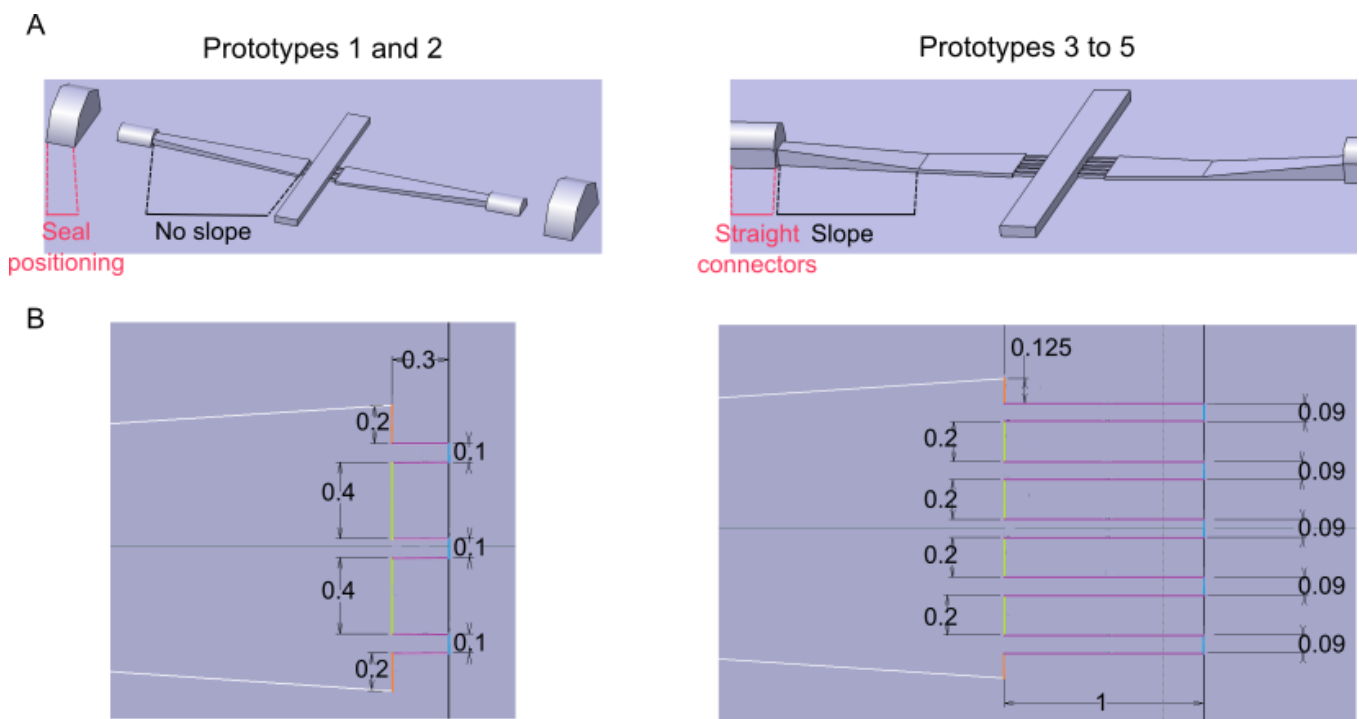 A
Prototypes 1 and 2
Prototypes 3 to 5
Seal
positioning
No slope
Straight
connectors
Slope
B
0.3
0.2
0.1
0.4
0.1
0.4
0.1
0.2
0.125
0.09
0.2
0.09
0.2
0.09
0.2
0.09
0.2
0.09
1